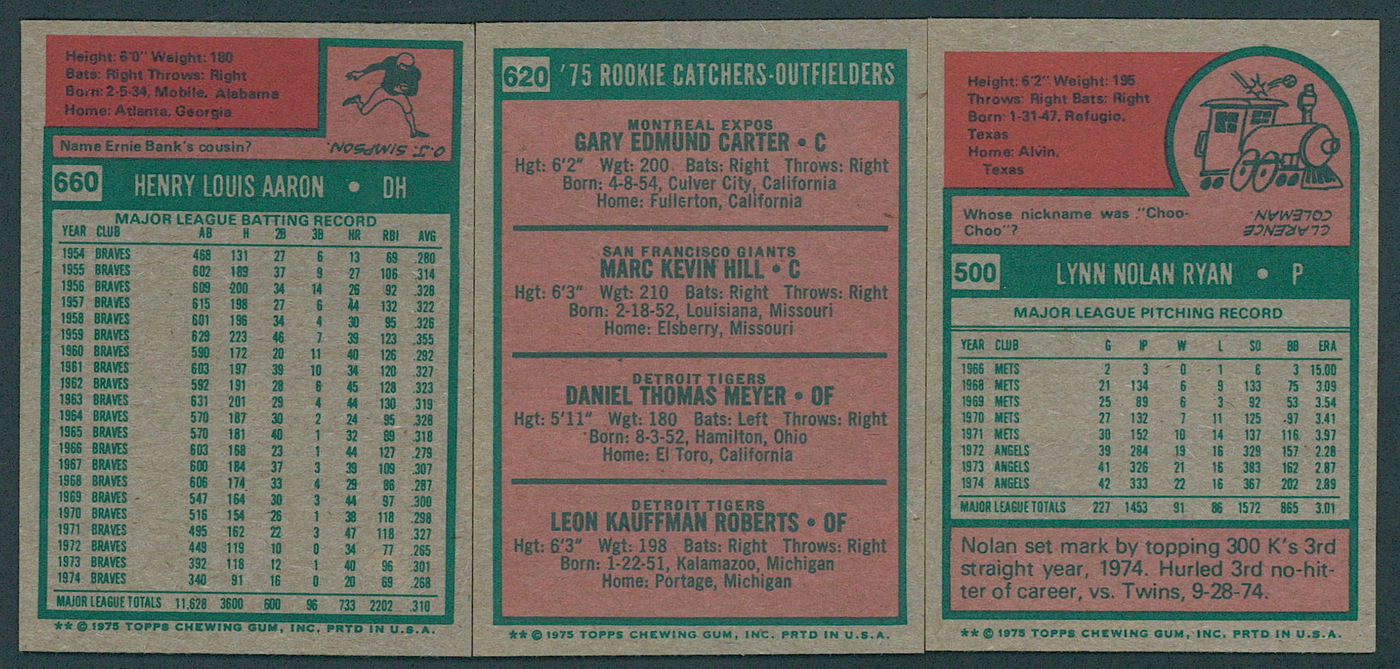 Height: 6'0" Weight: 180
Bats: Right Throws: Right
Born: 2-5-34, Mobile, Alabama
Home: Atlanta, Georgia
Name Ernie Bank's cousin?
O.J. SIMPSON
660 HENRY LOUIS AARON • DH
MAJOR LEAGUE BATTING RECORD
YEAR CLUB AB H 2B 3B HR RBI AVG
1954 BRAVES 468 131 27 6 13 69 .280
1955 BRAVES 602 189 37 9 27 106 .314
1956 BRAVES 609 200 34 14 26 92 .328
1957 BRAVES 615 198 27 6 44 132 .322
1958 BRAVES 601 196 34 4 30 95 .326
1959 BRAVES 629 223 46 7 39 123 .355
1960 BRAVES 590 172 20 11 40 126 .292
1961 BRAVES 603 197 39 10 34 120 .327
1962 BRAVES 592 191 28 6 45 128 .323
1963 BRAVES 631 201 29 4 44 130 .319
1964 BRAVES 570 187 30 2 24 95 .328
1965 BRAVES 570 181 40 1 32 89 .318
1966 BRAVES 603 168 23 1 44 127 .279
1967 BRAVES 600 184 37 3 39 109 .307
1968 BRAVES 606 174 33 4 29 86 .287
1969 BRAVES 547 164 30 3 44 97 .300
1970 BRAVES 516 154 26 1 38 118 .298
1971 BRAVES 495 162 22 3 47 118 .327
1972 BRAVES 449 119 10 0 34 77 .265
1973 BRAVES 392 118 12 1 40 96 .301
1974 BRAVES 340 91 16 0 20 69 .268
MAJOR LEAGUE TOTALS 11,628 3600 600 96 733 2202 .310
** © 1975 TOPPS CHEWING GUM, INC. PRTD IN U.S.A.
620 '75 ROOKIE CATCHERS-OUTFIELDERS
MONTREAL EXPOS
GARY EDMUND CARTER • C
Hgt: 6'2" Wgt: 200 Bats: Right Throws: Right
Born: 4-8-54, Culver City, California
Home: Fullerton, California
SAN FRANCISCO GIANTS
MARC KEVIN HILL • C
Hgt: 6'3" Wgt: 210 Bats: Right Throws: Right
Born: 2-18-52, Louisiana, Missouri
Home: Elsberry, Missouri
DETROIT TIGERS
DANIEL THOMAS MEYER • OF
Hgt: 5'11" Wgt: 180 Bats: Left Throws: Right
Born: 8-3-52, Hamilton, Ohio
Home: El Toro, California
DETROIT TIGERS
LEON KAUFFMAN ROBERTS • OF
Hgt: 6'3" Wgt: 198 Bats: Right Throws: Right
Born: 1-22-51, Kalamazoo, Michigan
Home: Portage, Michigan
** © 1975 TOPPS CHEWING GUM, INC. PRTD IN U.S.A.
Height: 6'2" Weight: 195
Throws: Right Bats: Right
Born: 1-31-47, Refugio,
Texas
Home: Alvin,
Texas
Whose nickname was "Choo-
Choo"?
CLARENCE
COLEMAN
500 LYNN NOLAN RYAN • P
MAJOR LEAGUE PITCHING RECORD
YEAR CLUB G IP W L SO BB ERA
1966 METS 2 3 0 1 6 3 15.00
1968 METS 21 134 6 9 133 75 3.09
1969 METS 25 89 6 3 92 53 3.54
1970 METS 27 132 7 11 125 97 3.41
1971 METS 30 152 10 14 137 116 3.97
1972 ANGELS 39 284 19 16 329 157 2.28
1973 ANGELS 41 326 21 16 383 162 2.87
1974 ANGELS 42 333 22 16 367 202 2.89
MAJOR LEAGUE TOTALS 227 1453 91 86 1572 865 3.01
Nolan set mark by topping 300 K's 3rd
straight year, 1974. Hurled 3rd no-hit-
ter of career, vs. Twins, 9-28-74.
** © 1975 TOPPS CHEWING GUM, INC. PRTD IN U.S.A.